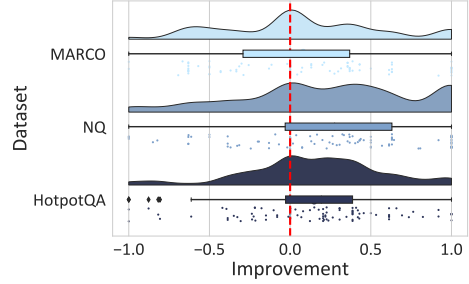 MARCO
NQ
HotpotQA
Dataset
−1.0 −0.5 0.0 0.5 1.0
Improvement